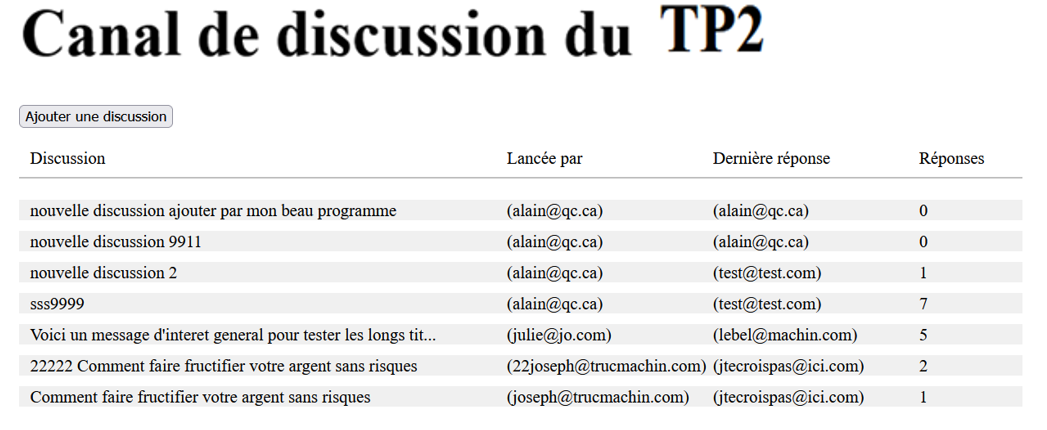 Canal de discussion du TP2
Ajouter une discussion
Discussion Lancée par Dernière réponse Réponses
nouvelle discussion ajouter par mon beau programme (alain@qc.ca) (alain@qc.ca) 0
nouvelle discussion 9911 (alain@qc.ca) (alain@qc.ca) 0
nouvelle discussion 2 (alain@qc.ca) (test@test.com) 1
sss9999 (alain@qc.ca) (test@test.com) 7
Voici un message d'interet general pour tester les longs tit... (julie@jo.com) (lebel@machin.com) 5
22222 Comment faire fructifier votre argent sans risques (22joseph@trucmachin.com) (jtecroispas@ici.com) 2
Comment faire fructifier votre argent sans risques (joseph@trucmachin.com) (jtecroispas@ici.com) 1